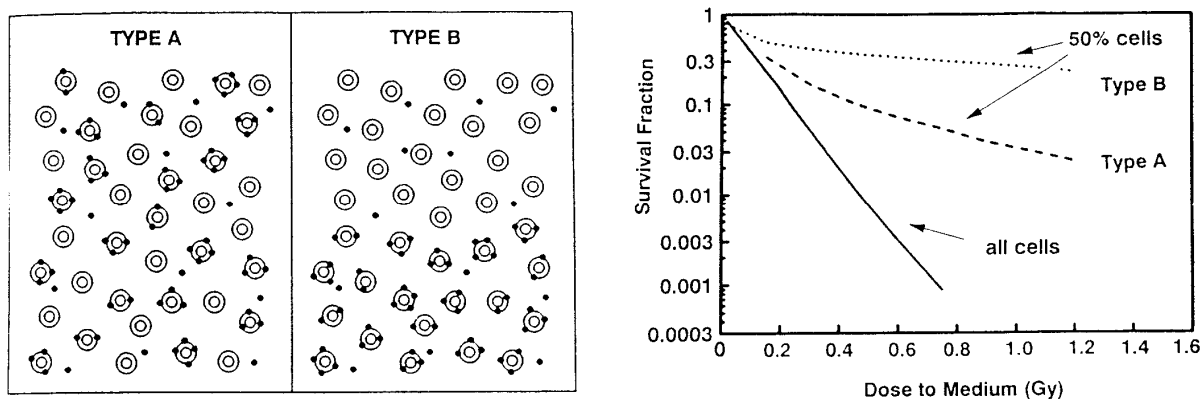 TYPE A
TYPE B
1
0.3
0.1
0.03
0.01
0.003
0.001
0.0003
Survival Fraction
50% cells
Type B
Type A
all cells
0 0.2 0.4 0.6 0.8 1.0 1.2 1.4 1.6
Dose to Medium (Gy)